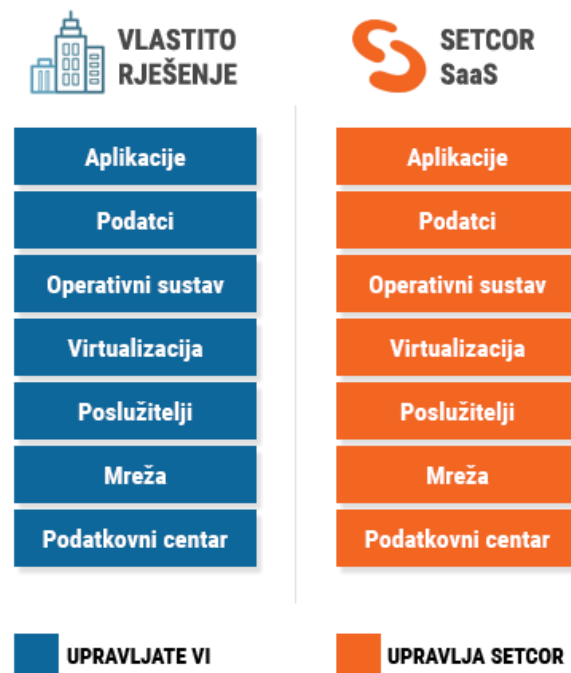 VLASTITO
RJEŠENJE
SETCOR
SaaS
Aplikacije
Podatci
Operativni sustav
Virtualizacija
Poslužitelji
Mreža
Podatkovni centar
Aplikacije
Podatci
Operativni sustav
Virtualizacija
Poslužitelji
Mreža
Podatkovni centar
UPRAVLJATE VI
UPRAVLJA SETCOR